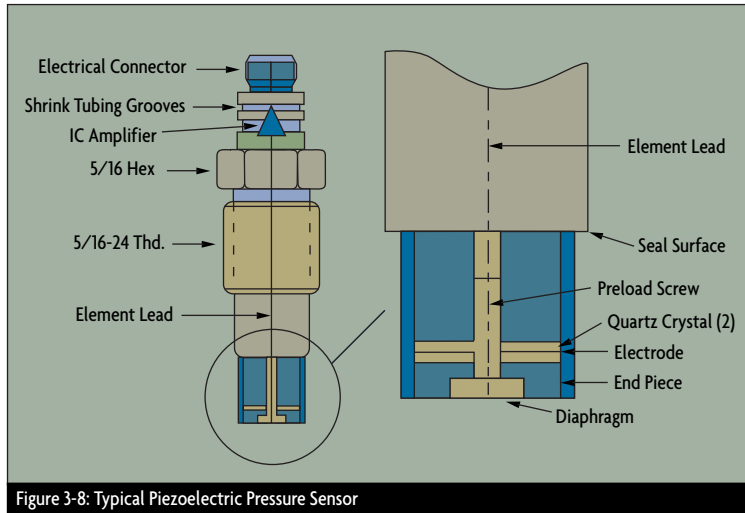 Electrical Connector
Shrink Tubing Grooves
IC Amplifier
5/16 Hex
5/16-24 Thd.
Element Lead
Element Lead
Seal Surface
Preload Screw
Quartz Crystal (2)
Electrode
End Piece
Diaphragm
Figure 3-8: Typical Piezoelectric Pressure Sensor